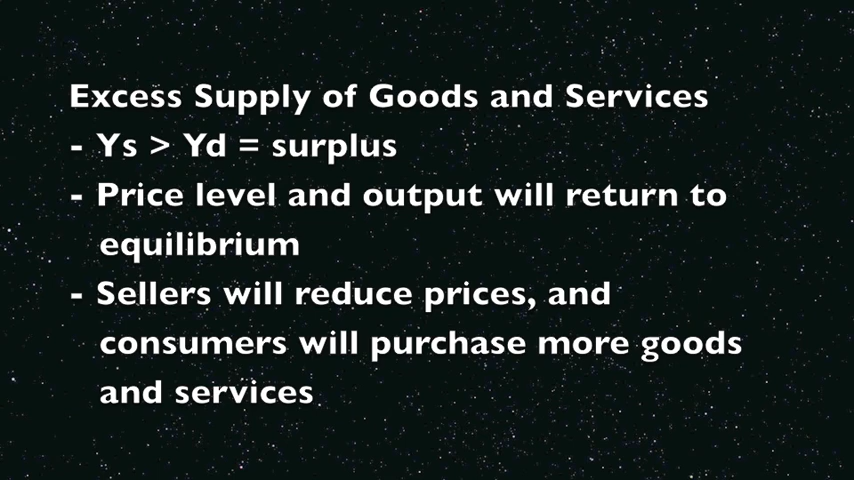 Excess Supply of Goods and Services
- Ys > Yd = surplus
- Price level and output will return to
equilibrium
- Sellers will reduce prices, and
consumers will purchase more goods
and services